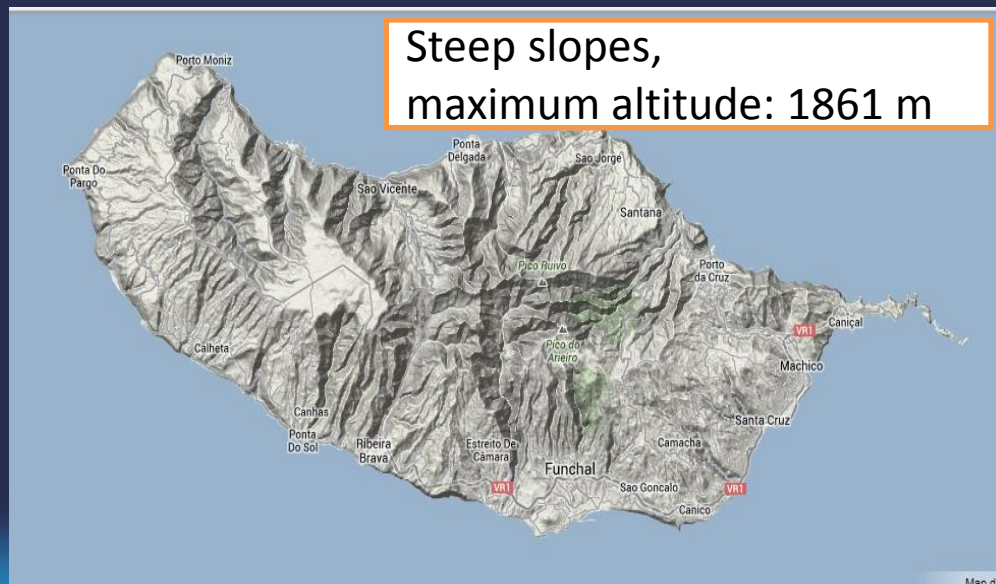 Steep slopes,
maximum altitude: 1861 m
Porto Moniz
Ponta
Delgada
Sao Jorge
Ponta Do
Pargo
Sao Vicente
Santana
Pico Ruivo
Porto
da Cruz
Caniçal
VR1
Pico do
Arieiro
Calheta
Machico
Canhas
Santa Cruz
Ponta
Do Sol
Ribeira
Brava
Estreito De
Câmara
Camacha
Funchal
VR1
Sao Goncalo
VR1
Canico
Map d